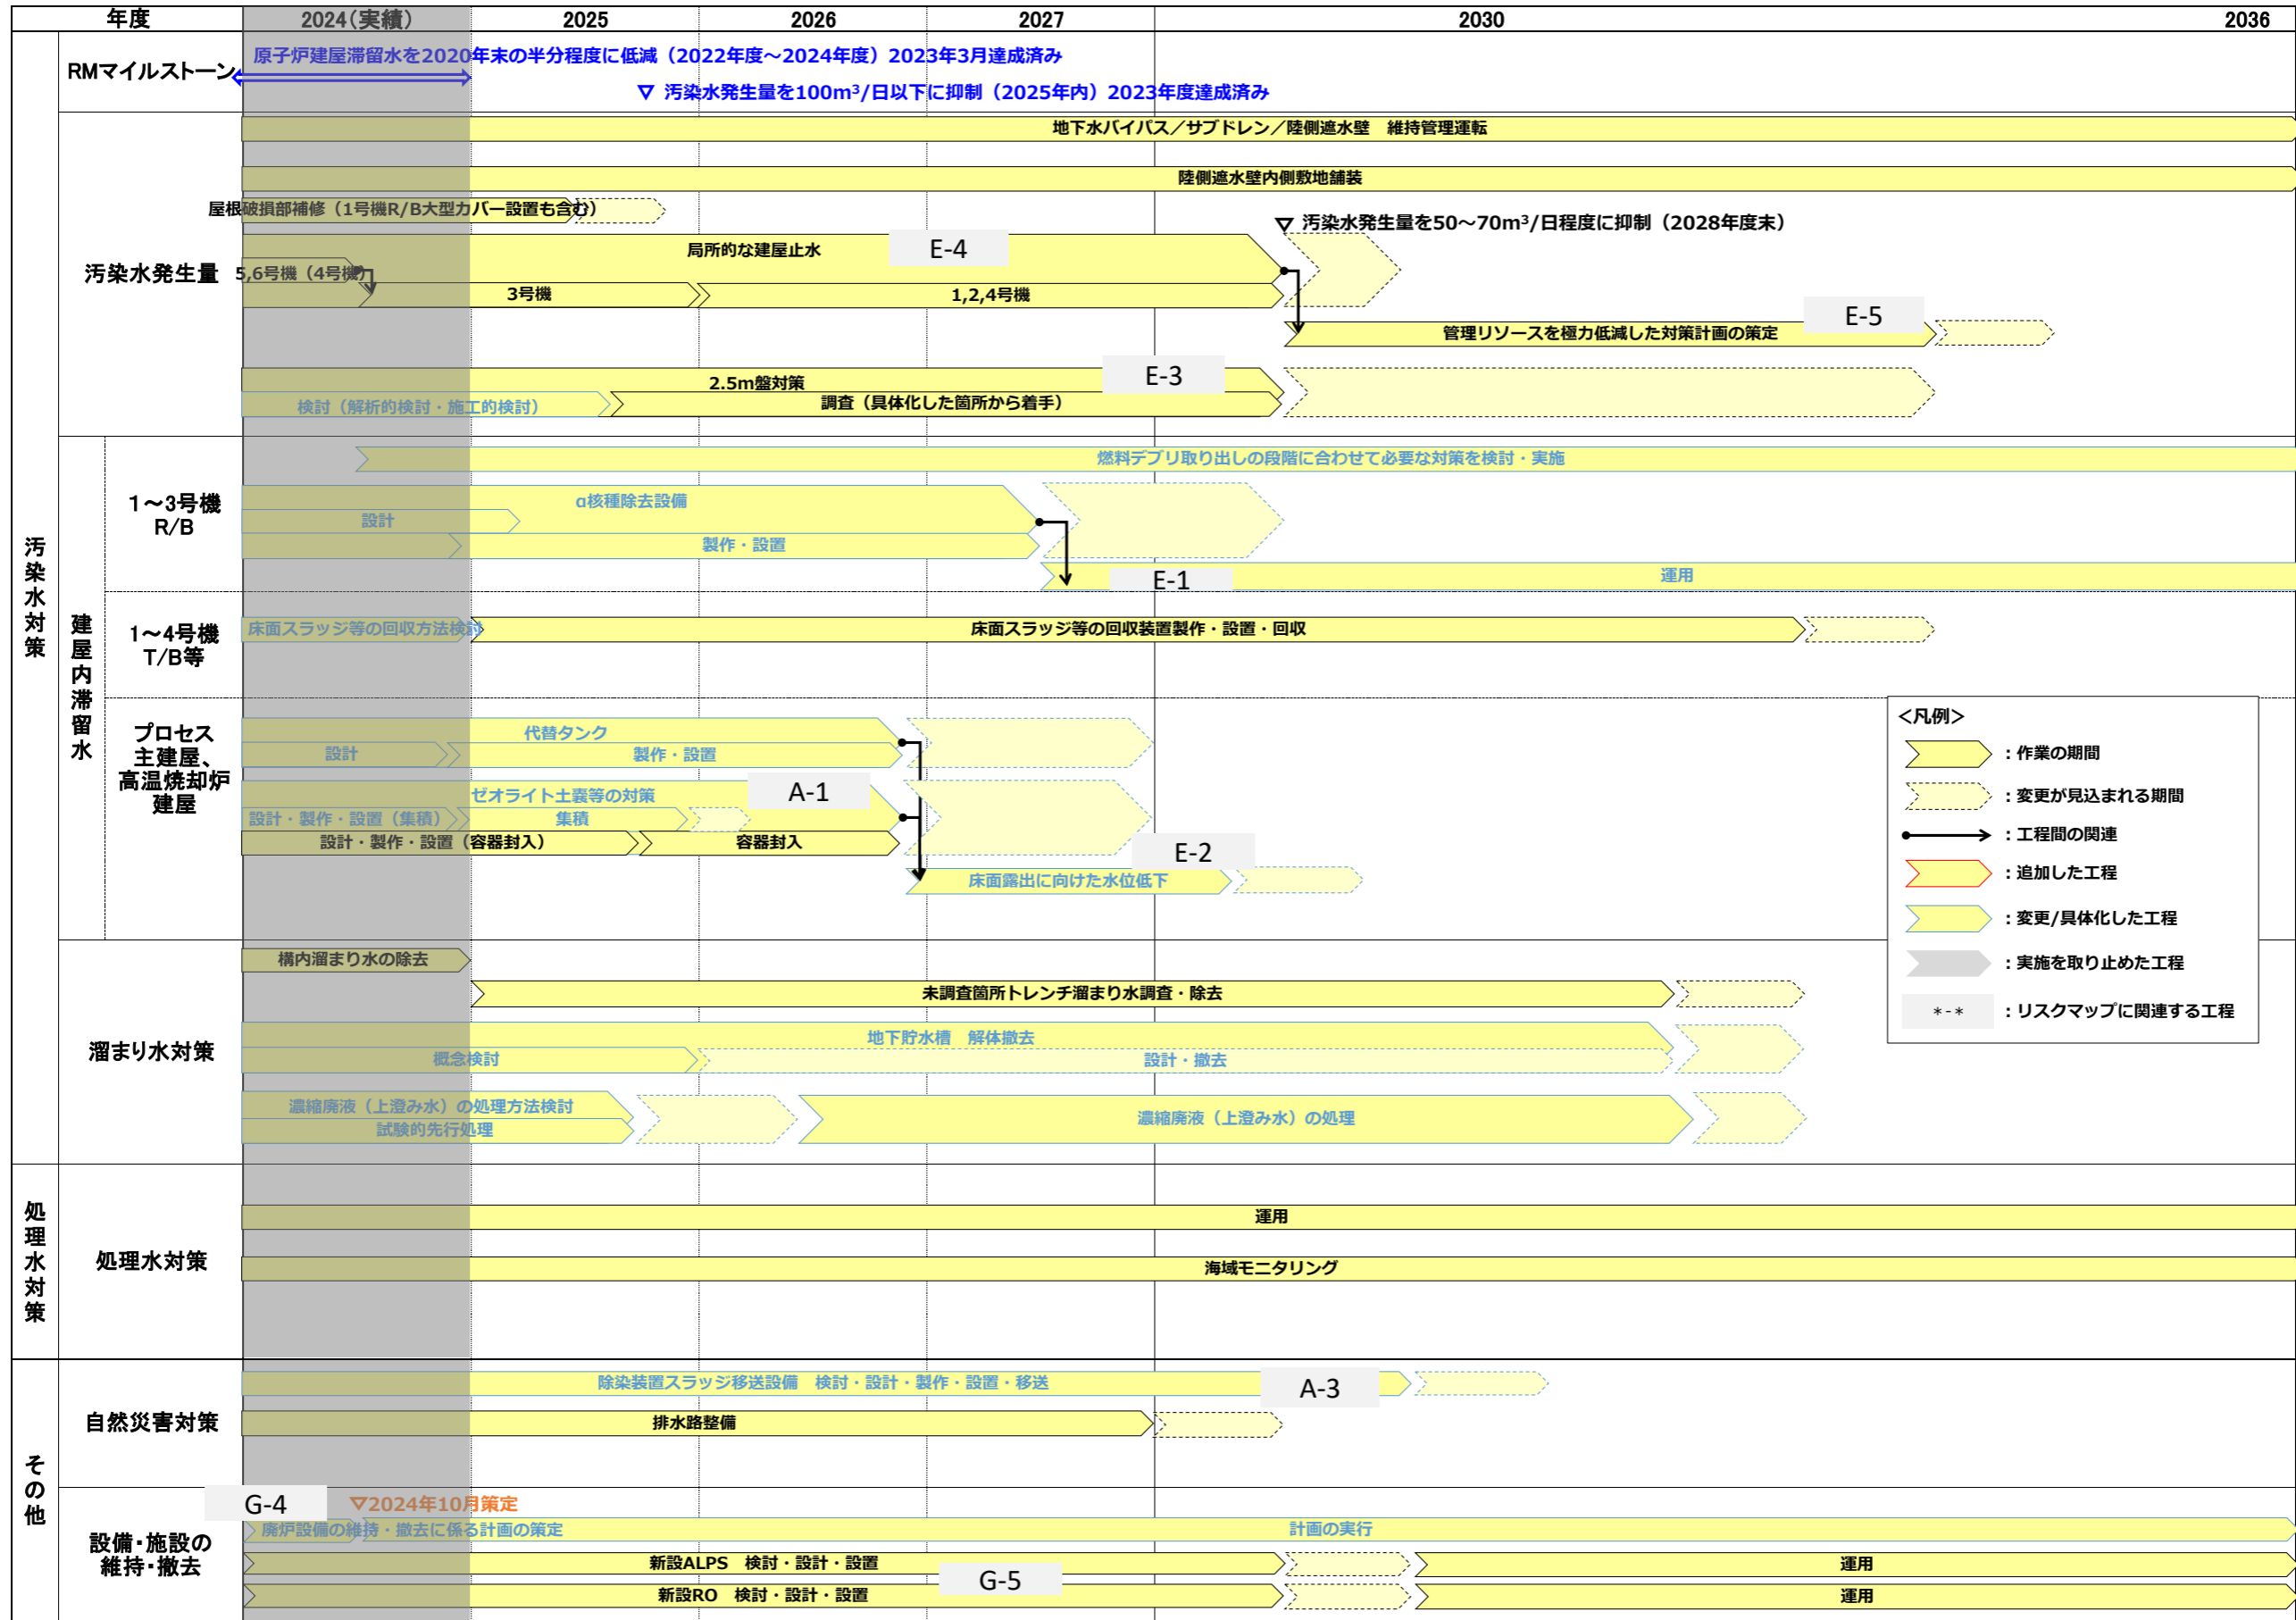 年度
2024（実績）
2025
2026
2027
2030
2036
汚染水対策
RMマイルストーン
原子炉建屋滞留水を2020年末の半分程度に低減（2022年度～2024年度）2023年3月達成済み
▽ 汚染水発生量を100m³/日以下に抑制（2025年内）2023年度達成済み
汚染水発生量
地下水バイパス／サブドレン／陸側遮水壁　維持管理運転
陸側遮水壁内側敷地舗装
屋根破損部補修（1号機R/B大型カバー設置も含む）
▽ 汚染水発生量を50～70m³/日程度に抑制（2028年度末）
局所的な建屋止水
E-4
5,6号機（4号機）
3号機
1,2,4号機
管理リソースを極力低減した対策計画の策定
E-5
2.5m盤対策
E-3
検討（解析的検討・施工的検討）
調査（具体化した箇所から着手）
建屋内滞留水
1～3号機
R/B
燃料デブリ取り出しの段階に合わせて必要な対策を検討・実施
α核種除去設備
設計
製作・設置
E-1
運用
1～4号機
T/B等
床面スラッジ等の回収方法検討
床面スラッジ等の回収装置製作・設置・回収
プロセス
主建屋、
高温焼却炉
建屋
代替タンク
設計
製作・設置
ゼオライト土嚢等の対策
A-1
設計・製作・設置（集積）
集積
設計・製作・設置（容器封入）
容器封入
E-2
床面露出に向けた水位低下
溜まり水対策
構内溜まり水の除去
未調査箇所トレンチ溜まり水調査・除去
地下貯水槽　解体撤去
概念検討
設計・撤去
濃縮廃液（上澄み水）の処理方法検討
試験的先行処理
濃縮廃液（上澄み水）の処理
＜凡例＞
：作業の期間
：変更が見込まれる期間
：工程間の関連
：追加した工程
：変更/具体化した工程
：実施を取り止めた工程
＊-＊
：リスクマップに関連する工程
処理水対策
処理水対策
運用
海域モニタリング
その他
自然災害対策
除染装置スラッジ移送設備　検討・設計・製作・設置・移送
A-3
排水路整備
設備・施設の
維持・撤去
G-4
▽2024年10月策定
廃炉設備の維持・撤去に係る計画の策定
計画の実行
新設ALPS　検討・設計・設置
運用
G-5
新設RO　検討・設計・設置
運用